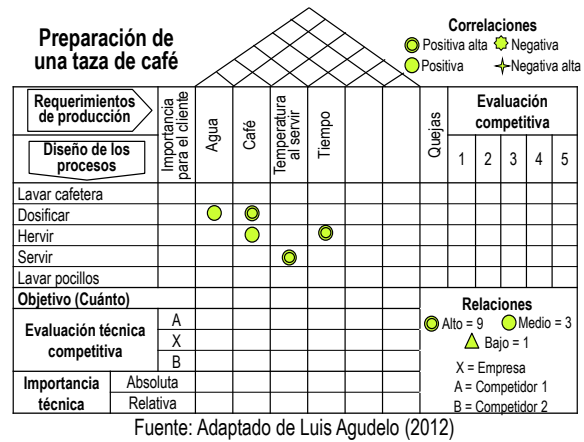 Preparación de
una taza de café
Correlaciones
Positiva alta
Negativa
Positiva
Negativa alta
Requerimientos
de producción
Diseño de los
procesos
Importancia
para el cliente
Agua
Café
Temperatura
al servir
Tiempo
Quejas
Evaluación
competitiva
1 2 3 4 5
Lavar cafetera
Dosificar
Hervir
Servir
Lavar pocillos
Objetivo (Cuánto)
Evaluación técnica
competitiva
A
X
B
Importancia
técnica
Absoluta
Relativa
Relaciones
Alto = 9
Medio = 3
Bajo = 1
X = Empresa
A = Competidor 1
B = Competidor 2
Fuente: Adaptado de Luis Agudelo (2012)